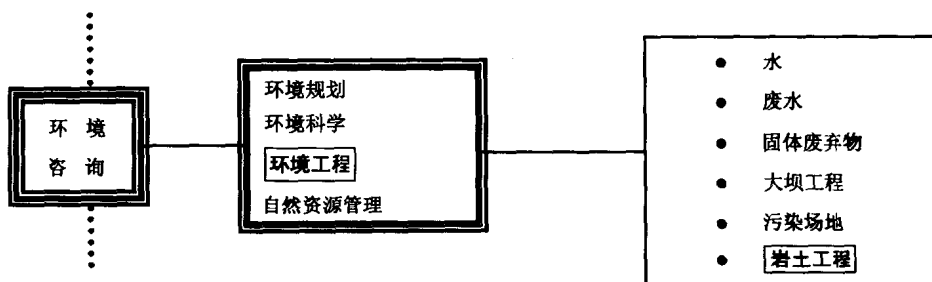 环境
咨询
环境规划
环境科学
环境工程
自然资源管理
水
废水
固体废弃物
大坝工程
污染场地
岩土工程